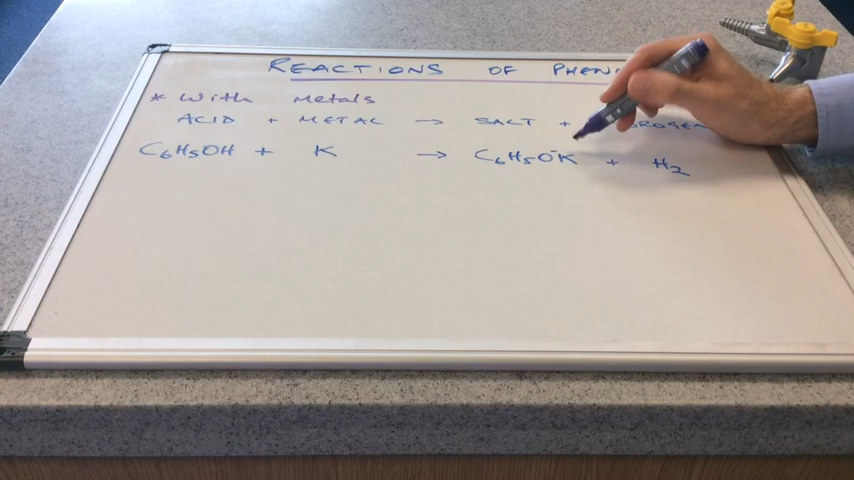 REACTIONS OF
* With Metals
ACID + METAL → SALT +
C₆H₅OH + K → C₆H₅O⁻K + H₂